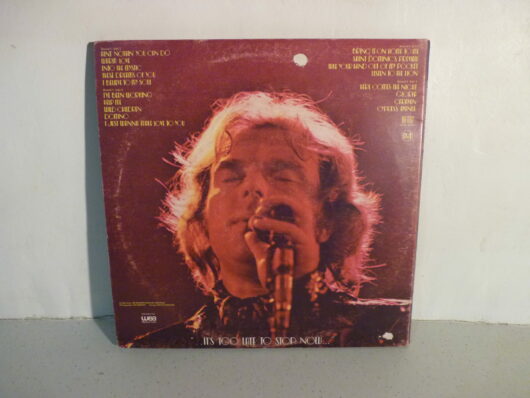 AIN'T NOTHIN YOU CAN DO
WARM LOVE
INTO THE MYSTIC
THESE DREAMS OF YOU
I BELIEVE TO MY SOUL
I'VE BEEN WORKING
HELP ME
WILD CHILDREN
DOMINO
I JUST WANNA MAKE LOVE TO YOU
BRING IT ON HOME TO ME
SAINT DOMINIC'S PREVIEW
TAKE YOUR HAND OUT OF MY POCKET
LISTEN TO THE LION
HERE COMES THE NIGHT
GLORIA
CARAVAN
CYPRUS AVENUE
wea
...IT'S TOO LATE TO STOP NOW...